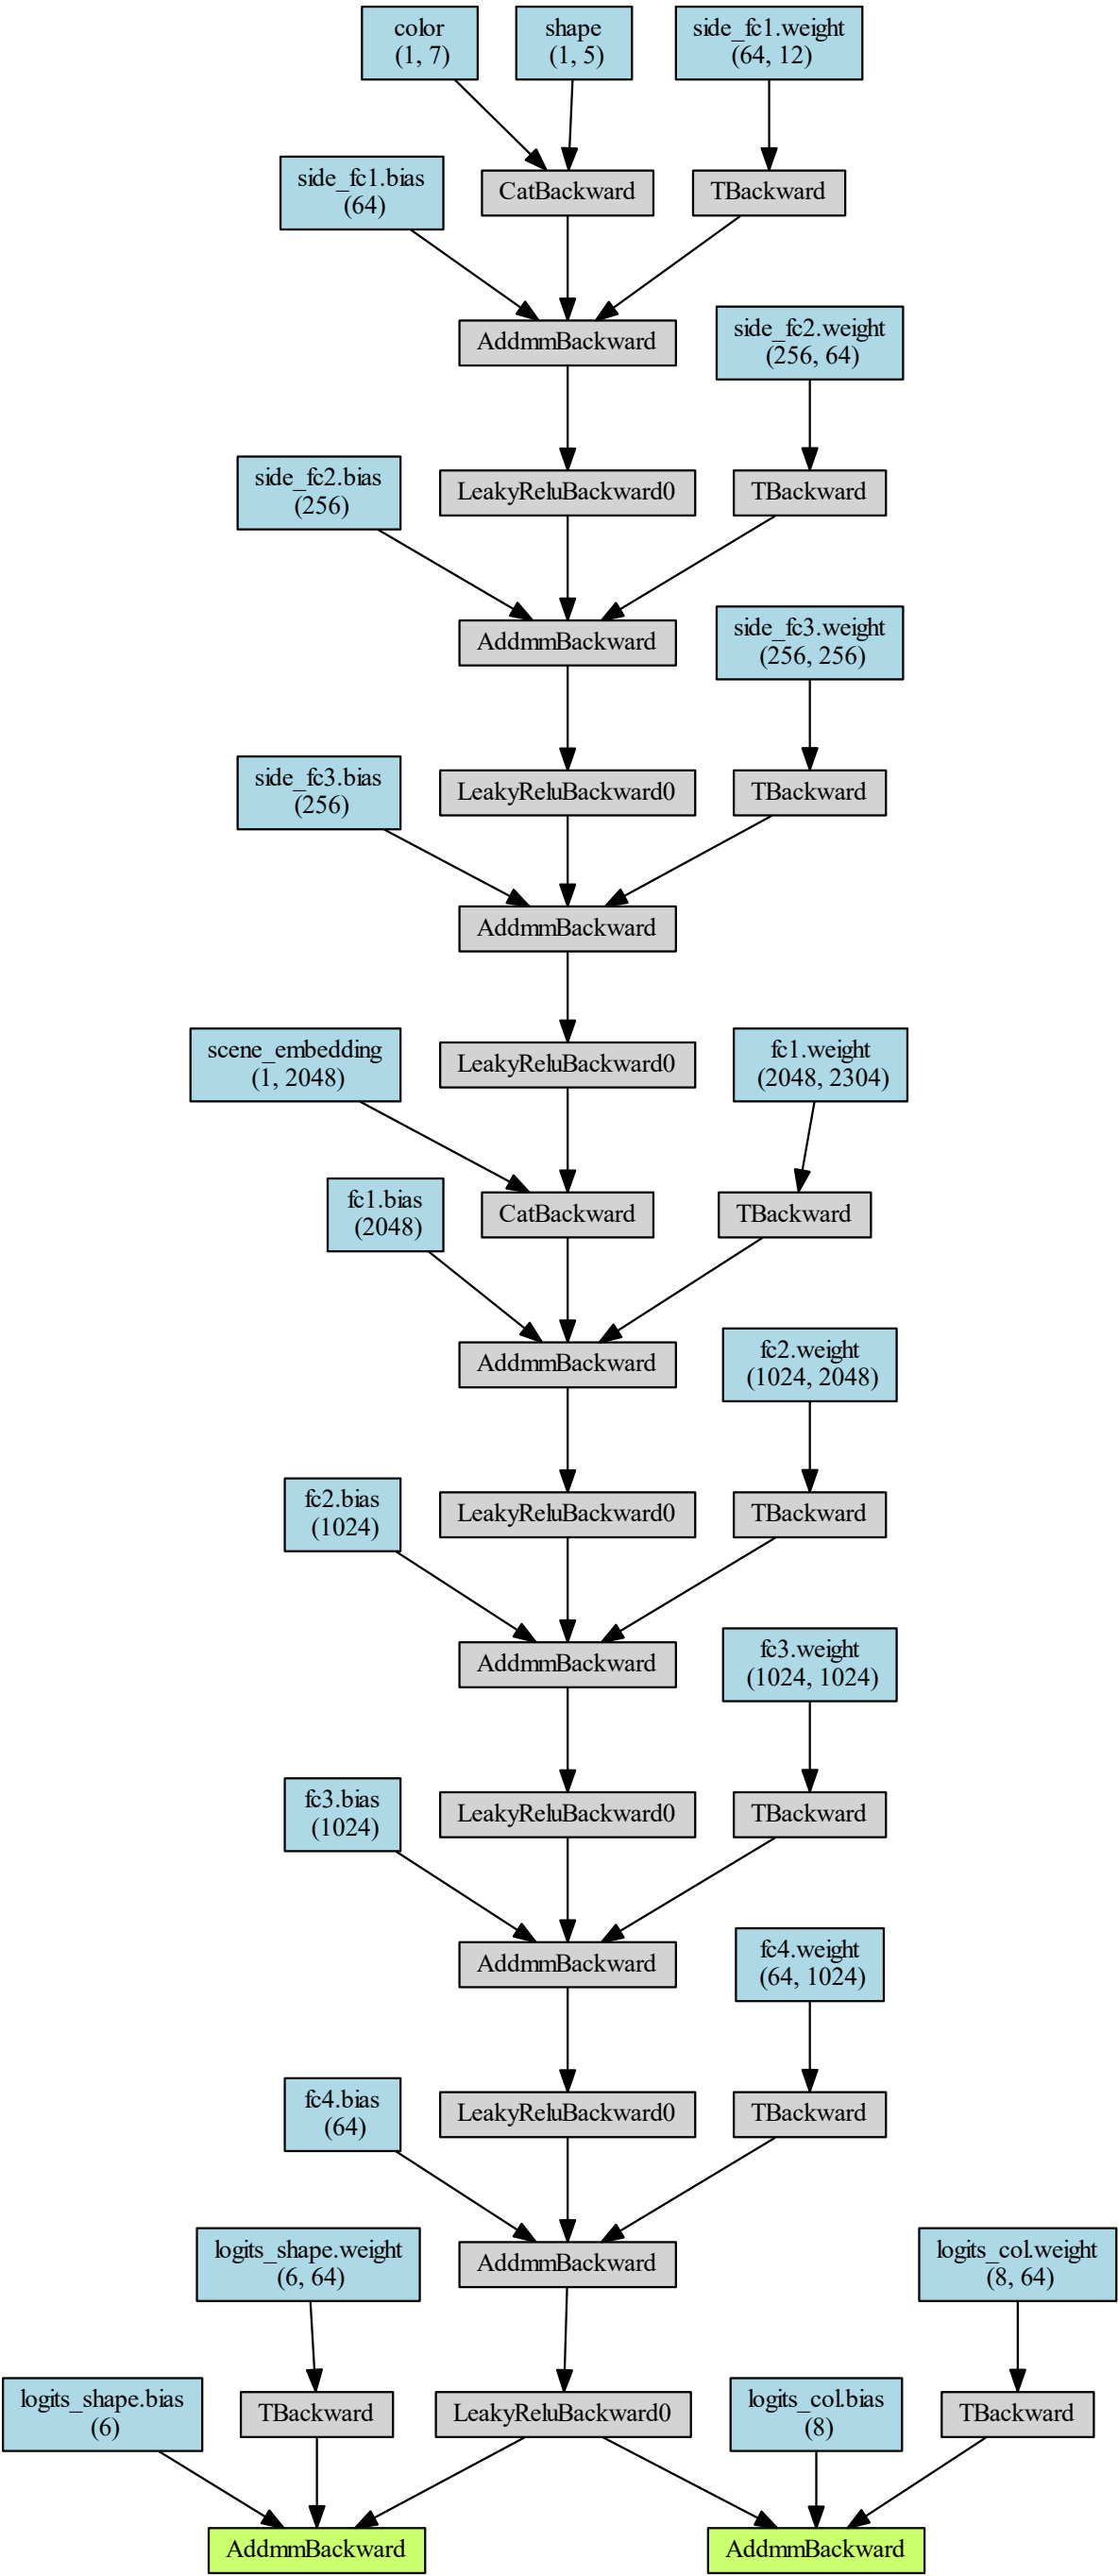 color
(1, 7)
shape
(1, 5)
side_fc1.weight
(64, 12)
side_fc1.bias
(64)
CatBackward
TBackward
AddmmBackward
side_fc2.weight
(256, 64)
side_fc2.bias
(256)
LeakyReluBackward0
TBackward
AddmmBackward
side_fc3.weight
(256, 256)
side_fc3.bias
(256)
LeakyReluBackward0
TBackward
AddmmBackward
scene_embedding
(1, 2048)
LeakyReluBackward0
fc1.weight
(2048, 2304)
fc1.bias
(2048)
CatBackward
TBackward
AddmmBackward
fc2.weight
(1024, 2048)
fc2.bias
(1024)
LeakyReluBackward0
TBackward
AddmmBackward
fc3.weight
(1024, 1024)
fc3.bias
(1024)
LeakyReluBackward0
TBackward
AddmmBackward
fc4.weight
(64, 1024)
fc4.bias
(64)
LeakyReluBackward0
TBackward
logits_shape.weight
(6, 64)
AddmmBackward
logits_col.weight
(8, 64)
logits_shape.bias
(6)
TBackward
LeakyReluBackward0
logits_col.bias
(8)
TBackward
AddmmBackward
AddmmBackward